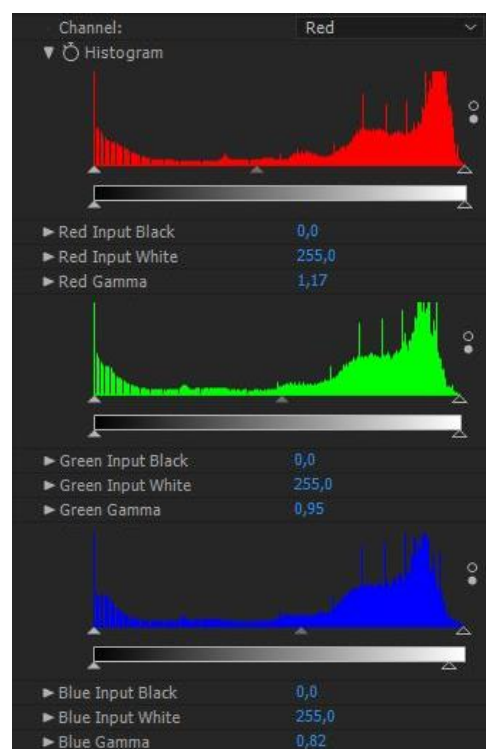 Channel: Red
Histogram
Red Input Black 0,0
Red Input White 255,0
Red Gamma 1,17
Green Input Black 0,0
Green Input White 255,0
Green Gamma 0,95
Blue Input Black 0,0
Blue Input White 255,0
Blue Gamma 0,82